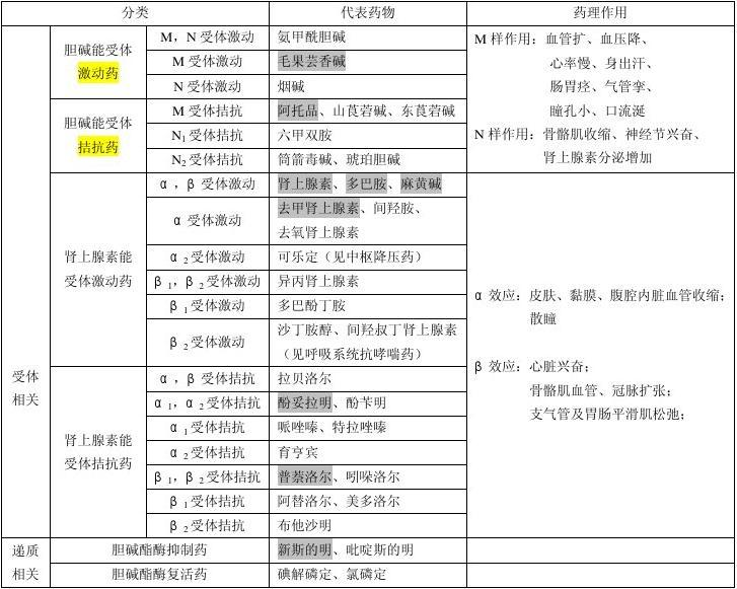 分类 代表药物 药理作用
受体
相关
胆碱能受体
激动药
M，N 受体激动 氨甲酰胆碱
M 受体激动 毛果芸香碱
N 受体激动 烟碱
胆碱能受体
拮抗药
M 受体拮抗 阿托品、山莨菪碱、东莨菪碱
N1受体拮抗 六甲双胺
N2受体拮抗 筒箭毒碱、琥珀胆碱
M 样作用：血管扩、血压降、
心率慢、身出汗、
肠胃痉、气管挛、
瞳孔小、口流涎
N 样作用：骨骼肌收缩、神经节兴奋、
肾上腺素分泌增加
肾上腺素能
受体激动药
α，β 受体激动 肾上腺素、多巴胺、麻黄碱
α 受体激动 去甲肾上腺素、间羟胺、
去氧肾上腺素
α 2 受体激动 可乐定（见中枢降压药）
β 1，β 2受体激动 异丙肾上腺素
β 1 受体激动 多巴酚丁胺
β 2 受体激动 沙丁胺醇、间羟叔丁肾上腺素
（见呼吸系统抗哮喘药）
肾上腺素能
受体拮抗药
α，β 受体拮抗 拉贝洛尔
α 1，α 2受体拮抗 酚妥拉明、酚苄明
α 1受体拮抗 哌唑嗪、特拉唑嗪
α 2 受体拮抗 育亨宾
β 1，β 2受体拮抗 普萘洛尔、吲哚洛尔
β 1 受体拮抗 阿替洛尔、美多洛尔
β 2 受体拮抗 布他沙明
α 效应：皮肤、黏膜、腹腔内脏血管收缩；
散瞳
β 效应：心脏兴奋；
骨骼肌血管、冠脉扩张；
支气管及胃肠平滑肌松弛；
递质
相关
胆碱酯酶抑制药 新斯的明、吡啶斯的明
胆碱酯酶复活药 碘解磷定、氯磷定